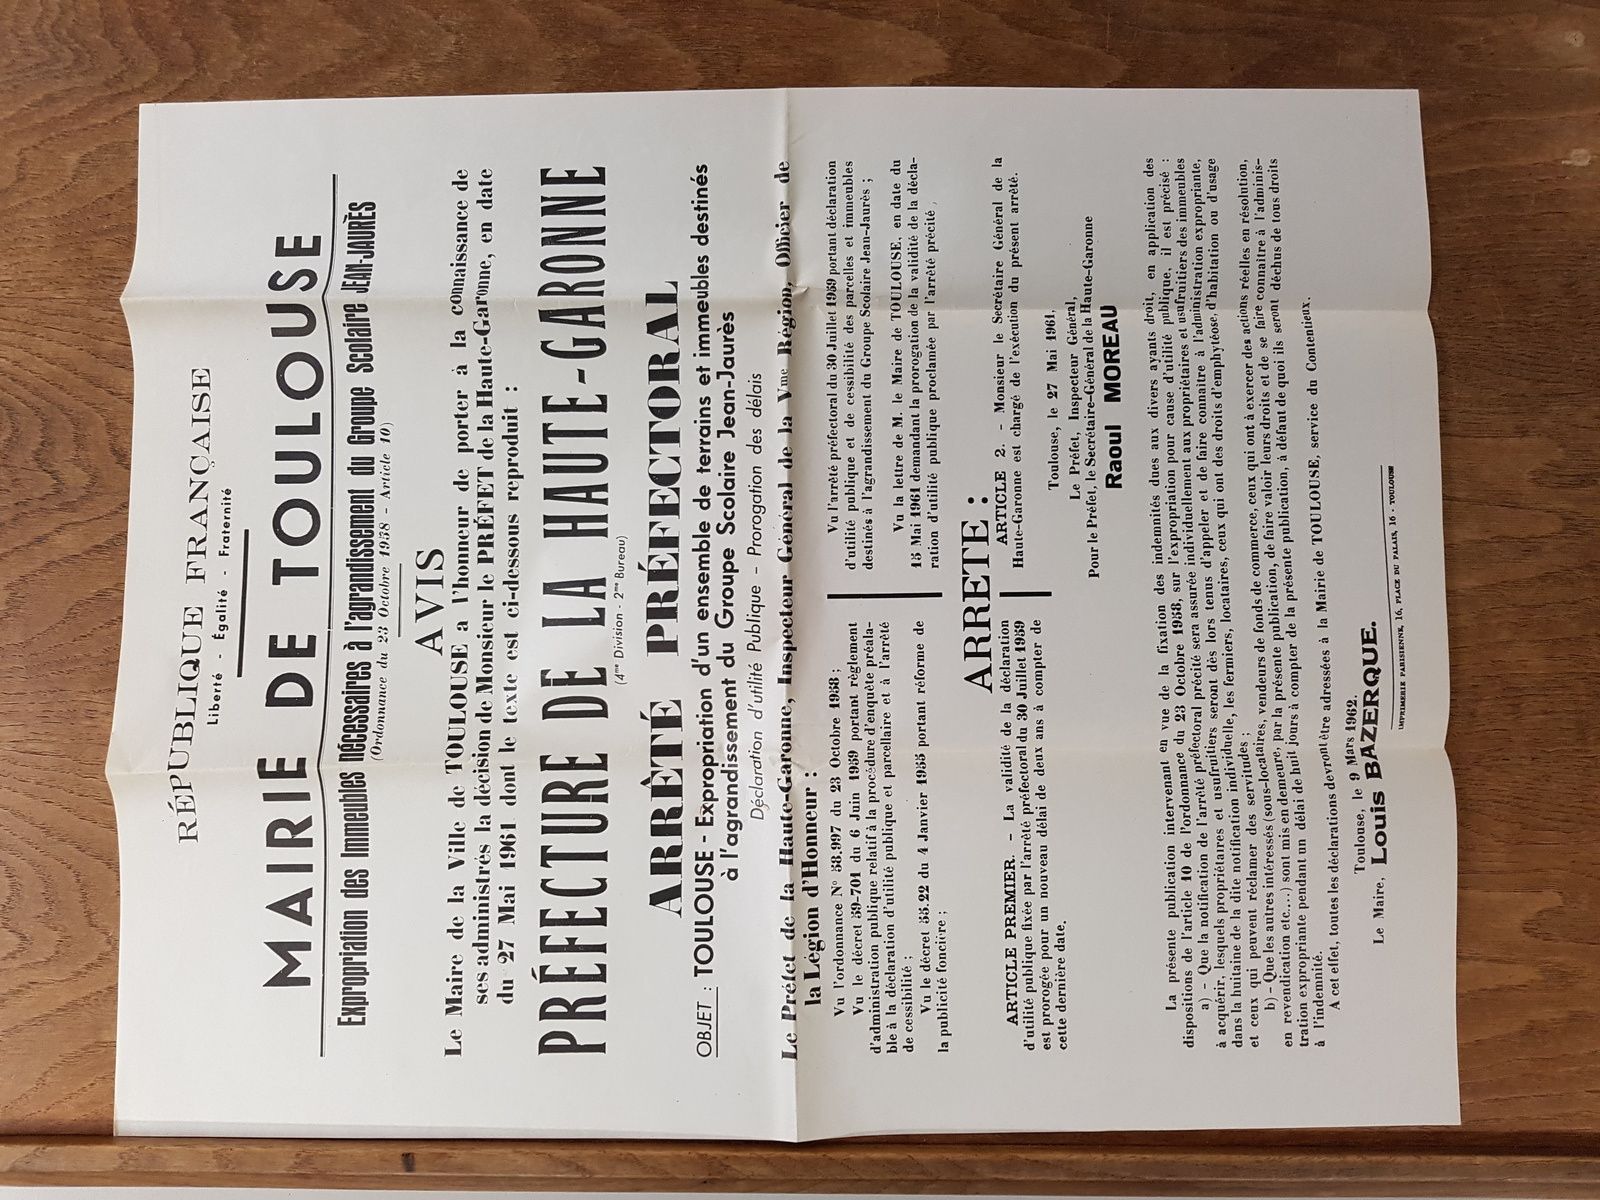 RÉPUBLIQUE FRANÇAISE
Liberté - Égalité - Fraternité
MAIRIE DE TOULOUSE
Expropriation des Immeubles Nécessaires à l'agrandissement du Groupe Scolaire JEAN-JAURÈS
(Ordonnance du 23 Octobre 1958 - Article 10)
AVIS
Le Maire de la Ville de TOULOUSE a l'honneur de porter à la connaissance de
ses administrés la décision de Monsieur le PRÉFET de la Haute-Garonne, en date
du 27 Mai 1961 dont le texte est ci-dessous reproduit :
PRÉFECTURE DE LA HAUTE-GARONNE
(4me Division - 2me Bureau)
ARRÊTÉ PRÉFECTORAL
OBJET : TOULOUSE - Expropriation d'un ensemble de terrains et immeubles destinés
à l'agrandissement du Groupe Scolaire Jean-Jaurès
Déclaration d'utilité Publique - Prorogation des délais
Le Préfet de la Haute-Garonne, Inspecteur Général de la Vme Région, Officier de
la Légion d'Honneur :
Vu l'ordonnance N° 58.997 du 23 Octobre 1958 ;
Vu le décret 59-701 du 6 Juin 1959 portant règlement
d'administration publique relatif à la procédure d'enquête préala-
ble à la déclaration d'utilité publique et parcellaire et à l'arrêté
de cessibilité ;
Vu le décret 55.22 du 4 Janvier 1955 portant réforme de
la publicité foncière ;
Vu l'arrêté préfectoral du 30 Juillet 1959 portant déclaration
d'utilité publique et de cessibilité des parcelles et immeubles
destinés à l'agrandissement du Groupe Scolaire Jean-Jaurès ;
Vu la lettre de M. le Maire de TOULOUSE, en date du
15 Mai 1961 demandant la prorogation de la validité de la décla-
ration d'utilité publique proclamée par l'arrêté précité ,
ARRETE :
ARTICLE PREMIER. - La validité de la déclaration
d'utilité publique fixée par l'arrêté préfectoral du 30 Juillet 1959
est prorogée pour un nouveau délai de deux ans à compter de
cette dernière date.
ARTICLE 2. - Monsieur le Secrétaire Général de la
Haute-Garonne est chargé de l'exécution du présent arrêté.
Toulouse, le 27 Mai 1961,
Le Préfet, Inspecteur Général,
Pour le Préfet, le Secrétaire-Général de la Haute-Garonne
Raoul MOREAU
La présente publication intervenant en vue de la fixation des indemnités dues aux divers ayants droit, en application des
dispositions de l'article 10 de l'ordonnance du 23 Octobre 1958, sur l'expropriation pour cause d'utilité publique, il est précisé :
a) - Que la notification de l'arrêté préfectoral précité sera assurée individuellement aux propriétaires et usufruitiers des immeubles
à acquérir, lesquels propriétaires et usufruitiers seront dès lors tenus d'appeler et de faire connaître à l'administration expropriante,
dans la huitaine de la dite notification individuelle, les fermiers, locataires, ceux qui ont des droits d'emphytéose, d'habitation ou d'usage
et ceux qui peuvent réclamer des servitudes ;
b) - Que les autres intéressés (sous-locataires, vendeurs de fonds de commerce, ceux qui ont à exercer des actions réelles en résolution,
en revendication etc....) sont mis en demeure, par la présente publication, de faire valoir leurs droits et de se faire connaître à l'adminis-
tration expropriante pendant un délai de huit jours à compter de la présente publication, à défaut de quoi ils seront déchus de tous droits
à l'indemnité.
A cet effet, toutes les déclarations devront être adressées à la Mairie de TOULOUSE, service du Contentieux.
Toulouse, le 9 Mars 1962.
Le Maire, Louis BAZERQUE.
IMPRIMERIE PARISIENNE, 16, PLACE DU PALAIS, 16 - TOULOUSE